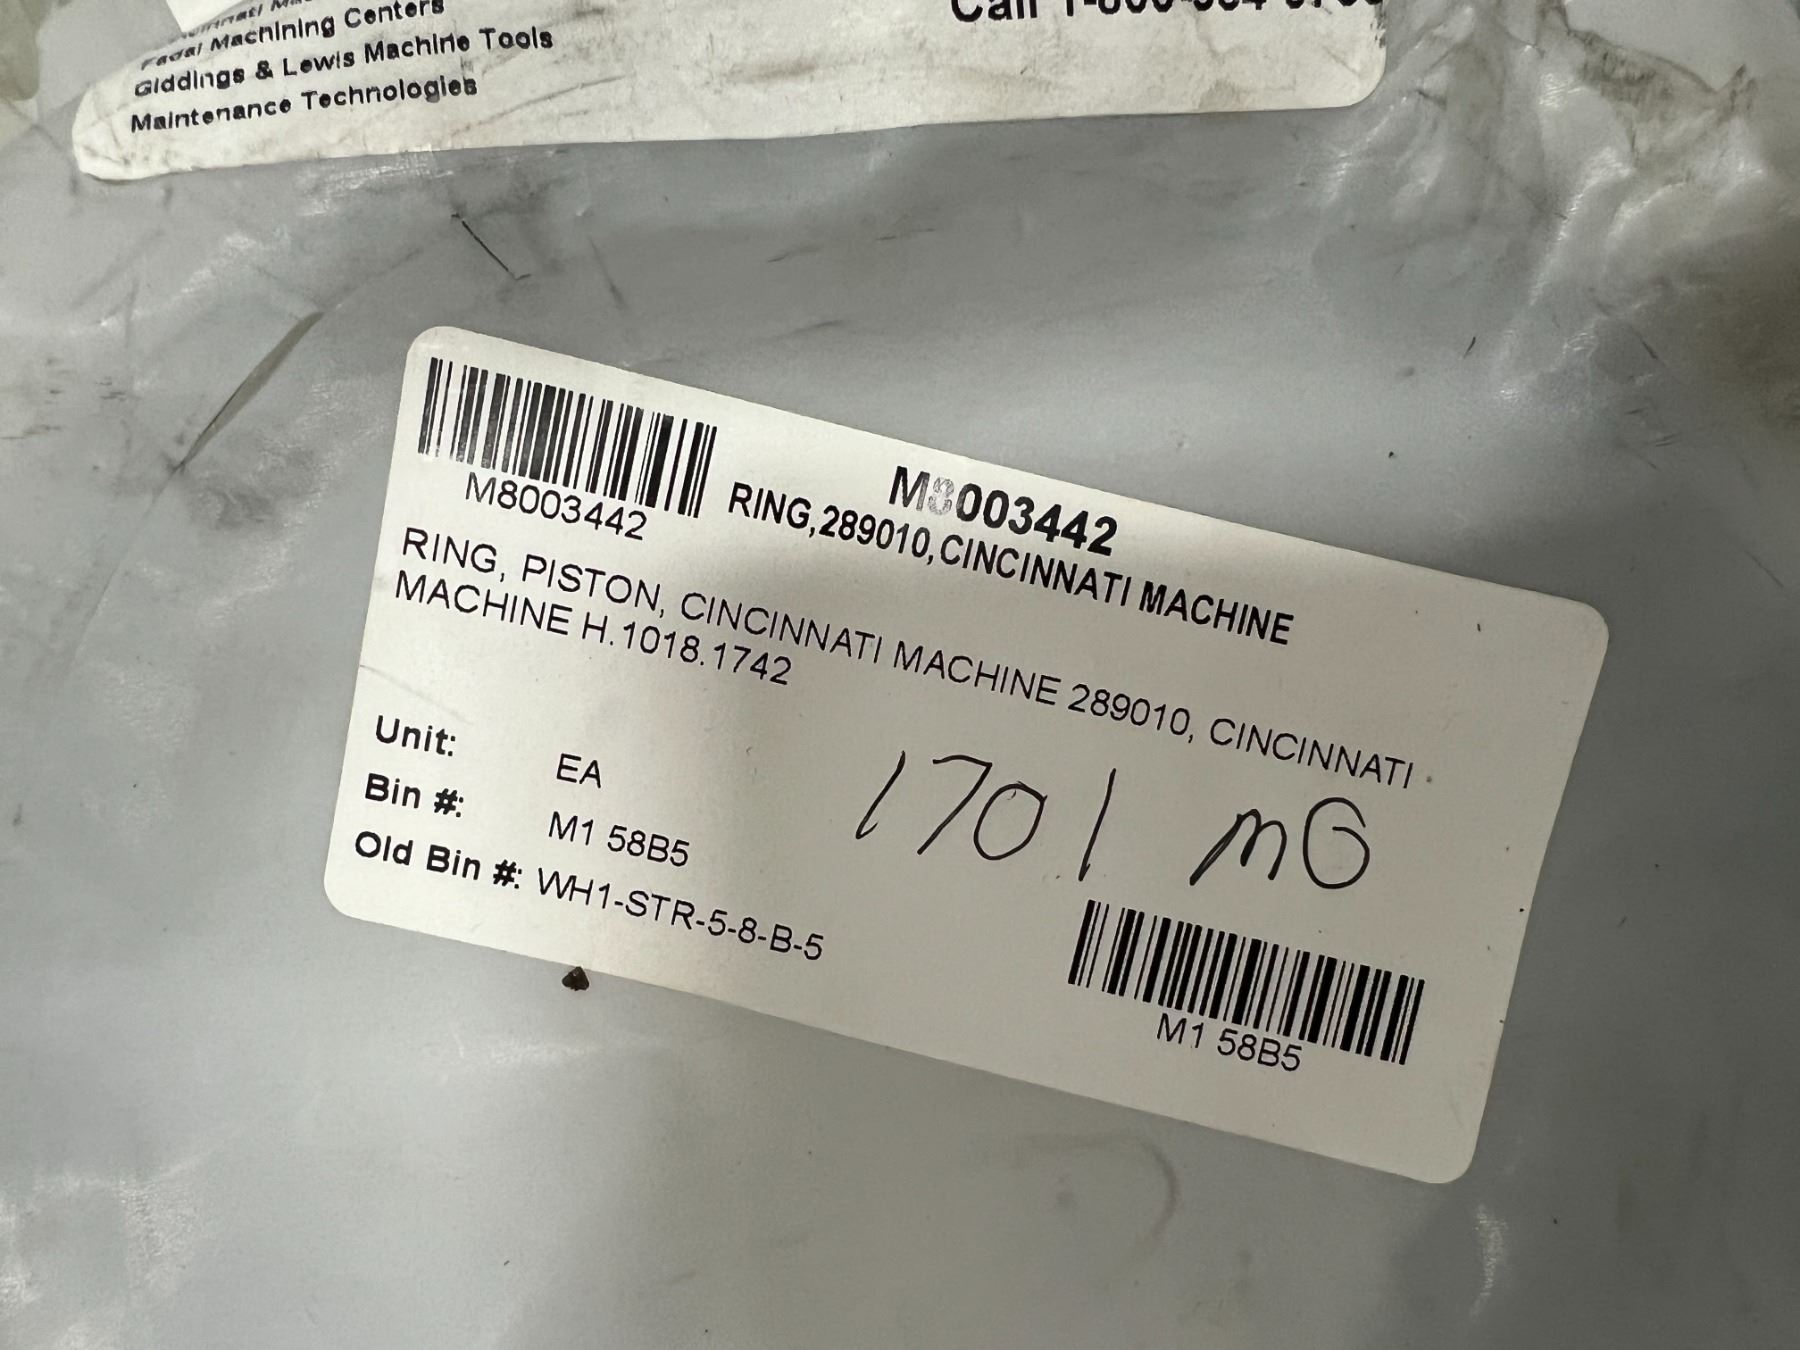 Machining Centers
Giddings & Lewis Machine Tools
Maintenance Technologies
Call
M8003442
M8003442
RING,289010,CINCINNATI MACHINE
RING, PISTON, CINCINNATI MACHINE 289010, CINCINNATI
MACHINE H.1018.1742
Unit: EA
Bin #: M1 58B5
Old Bin #: WH1-STR-5-8-B-5
1701 mG
M1 58B5